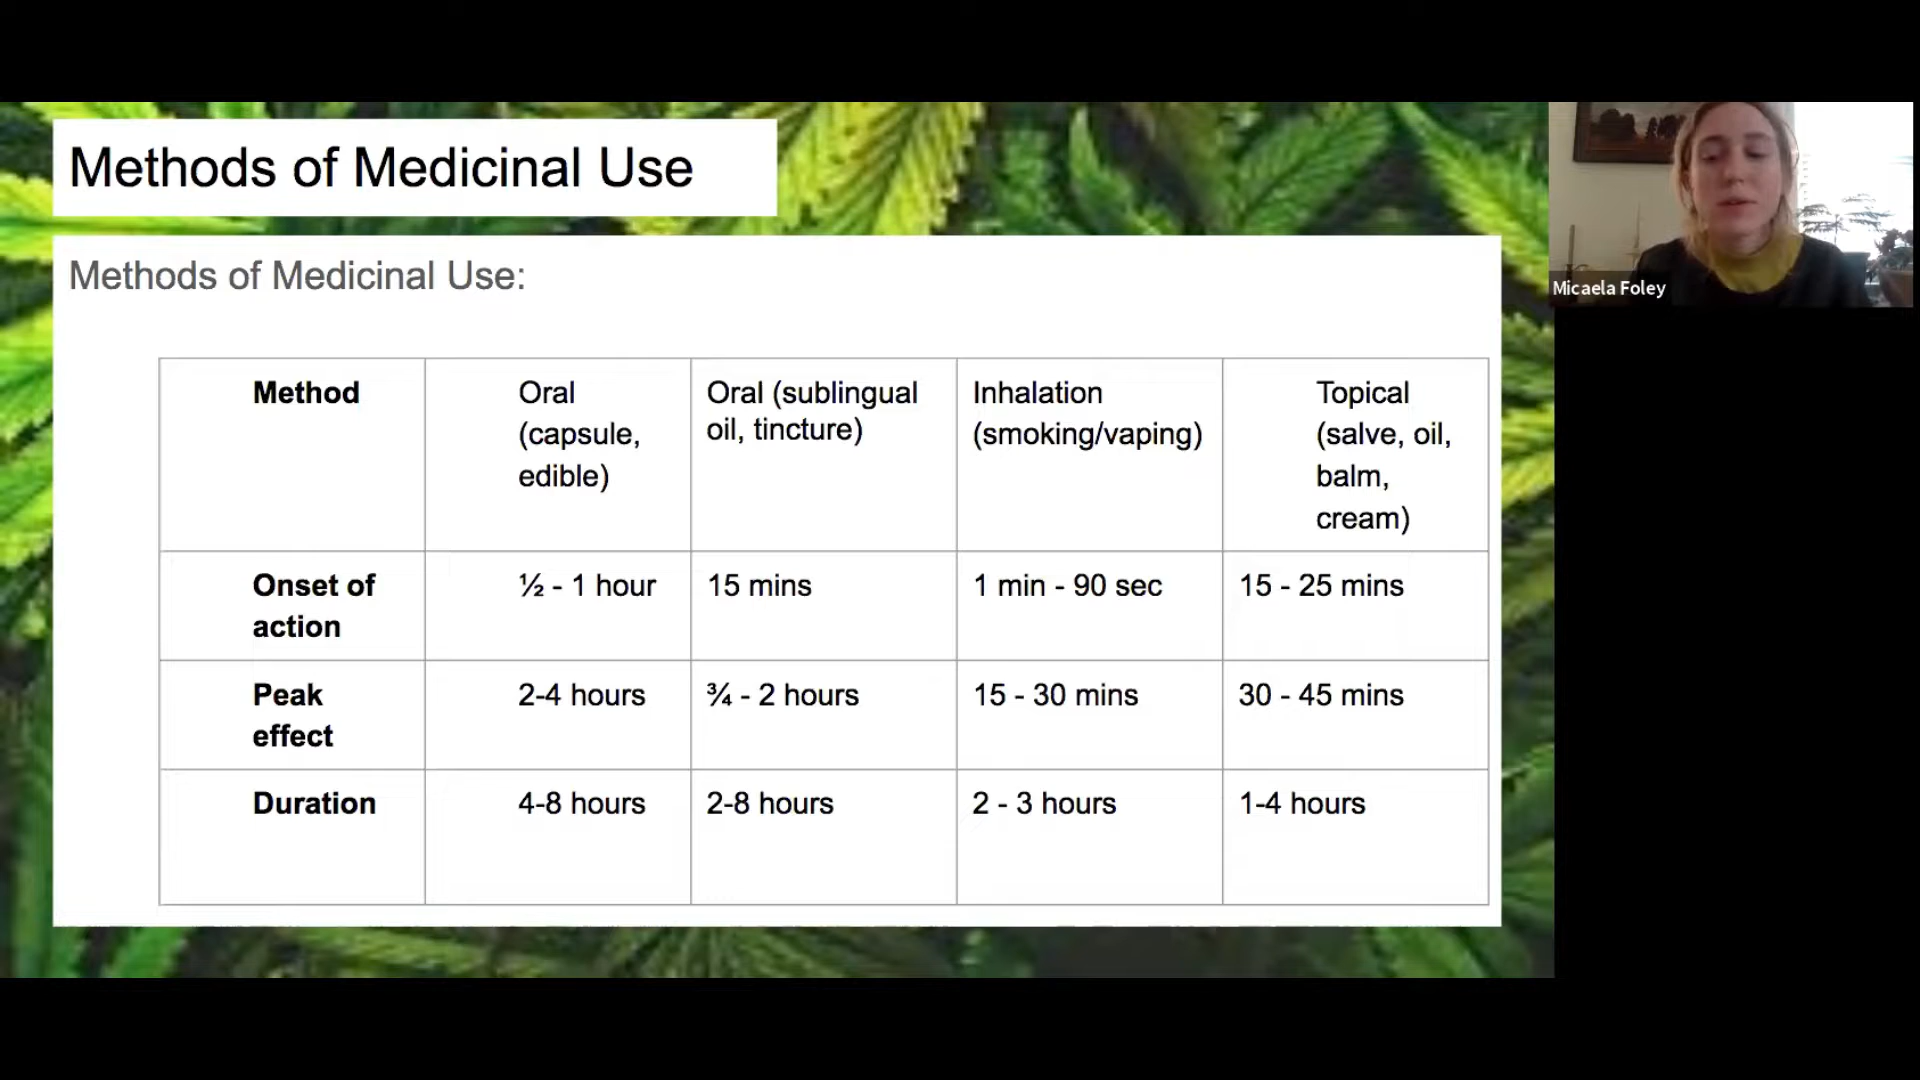 Methods of Medicinal Use
Methods of Medicinal Use:
Method
Oral
(capsule,
edible)
Oral (sublingual
oil, tincture)
Inhalation
(smoking/vaping)
Topical
(salve, oil,
balm,
cream)
Onset of
action
½ - 1 hour
15 mins
1 min - 90 sec
15 - 25 mins
Peak
effect
2-4 hours
¾ - 2 hours
15 - 30 mins
30 - 45 mins
Duration
4-8 hours
2-8 hours
2 - 3 hours
1-4 hours
Micaela Foley